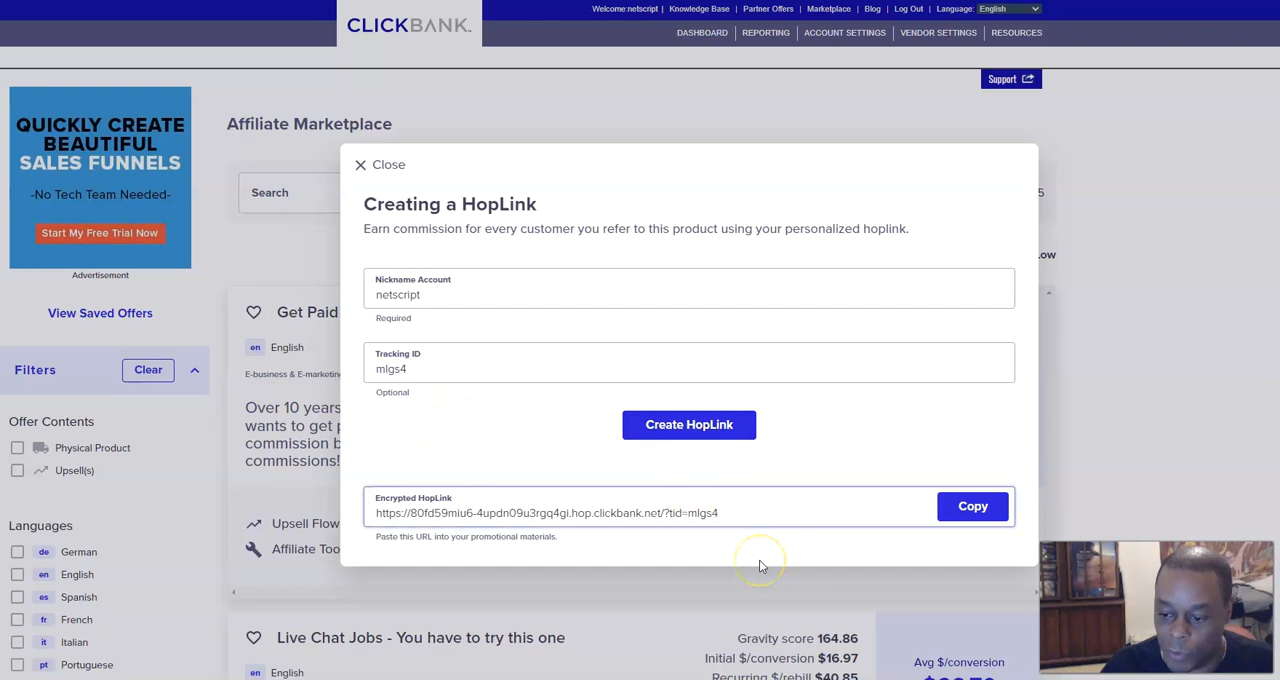 Welcome:netscript | Knowledge Base | Partner Offers | Marketplace | Blog | Log Out | Language: English
CLICKBANK
DASHBOARD | REPORTING | ACCOUNT SETTINGS | VENDOR SETTINGS | RESOURCES
Support
QUICKLY CREATE
BEAUTIFUL
SALES FUNNELS
-No Tech Team Needed-
Start My Free Trial Now
Advertisement
View Saved Offers
Filters
Clear
Offer Contents
Physical Product
Upsell(s)
Languages
de German
en English
es Spanish
fr French
it Italian
pt Portuguese
Affiliate Marketplace
Search
5
ow
Get Paid
en English
E-business & E-marketin
Over 10 years
wants to get p
commission b
commissions!
Upsell Flow
Affiliate Too
Close
Creating a HopLink
Earn commission for every customer you refer to this product using your personalized hoplink.
Nickname Account
netscript
Required
Tracking ID
mlgs4
Optional
Create HopLink
Encrypted HopLink
https://80fd59miu6-4updn09u3rgq4gi.hop.clickbank.net/?tid=mlgs4
Copy
Paste this URL into your promotional materials.
Live Chat Jobs - You have to try this one
en English
Gravity score 164.86
Initial $/conversion $16.97
Recurring $/rebill $40.85
Avg $/conversion